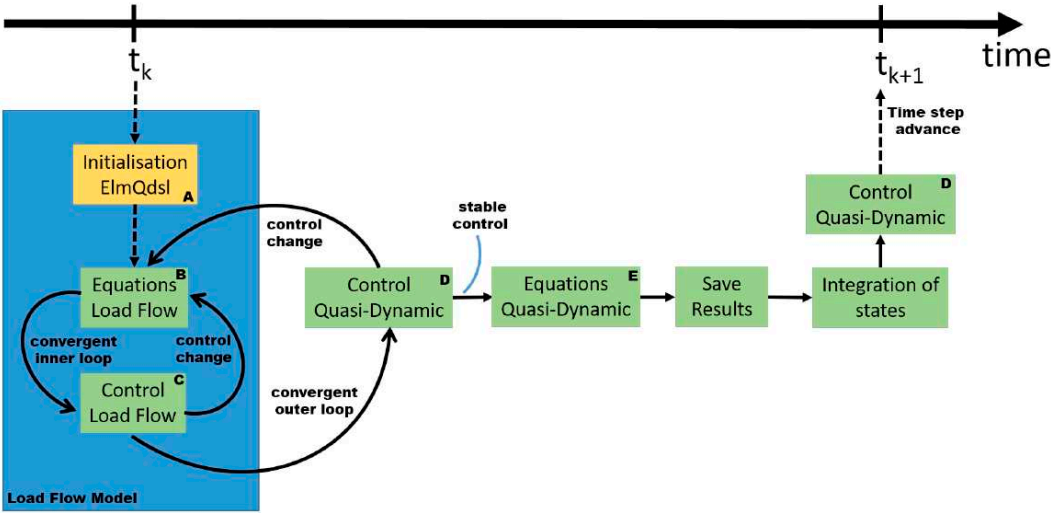 time
tk
tk+1
Time step
advance
Initialisation
ElmQdsl
A
Control
Quasi-Dynamic
D
stable
control
control
change
Equations
Load Flow
B
Control
Quasi-Dynamic
D
Equations
Quasi-Dynamic
E
Save
Results
Integration of
states
convergent
inner loop
control
change
Control
Load Flow
C
convergent
outer loop
Load Flow Model